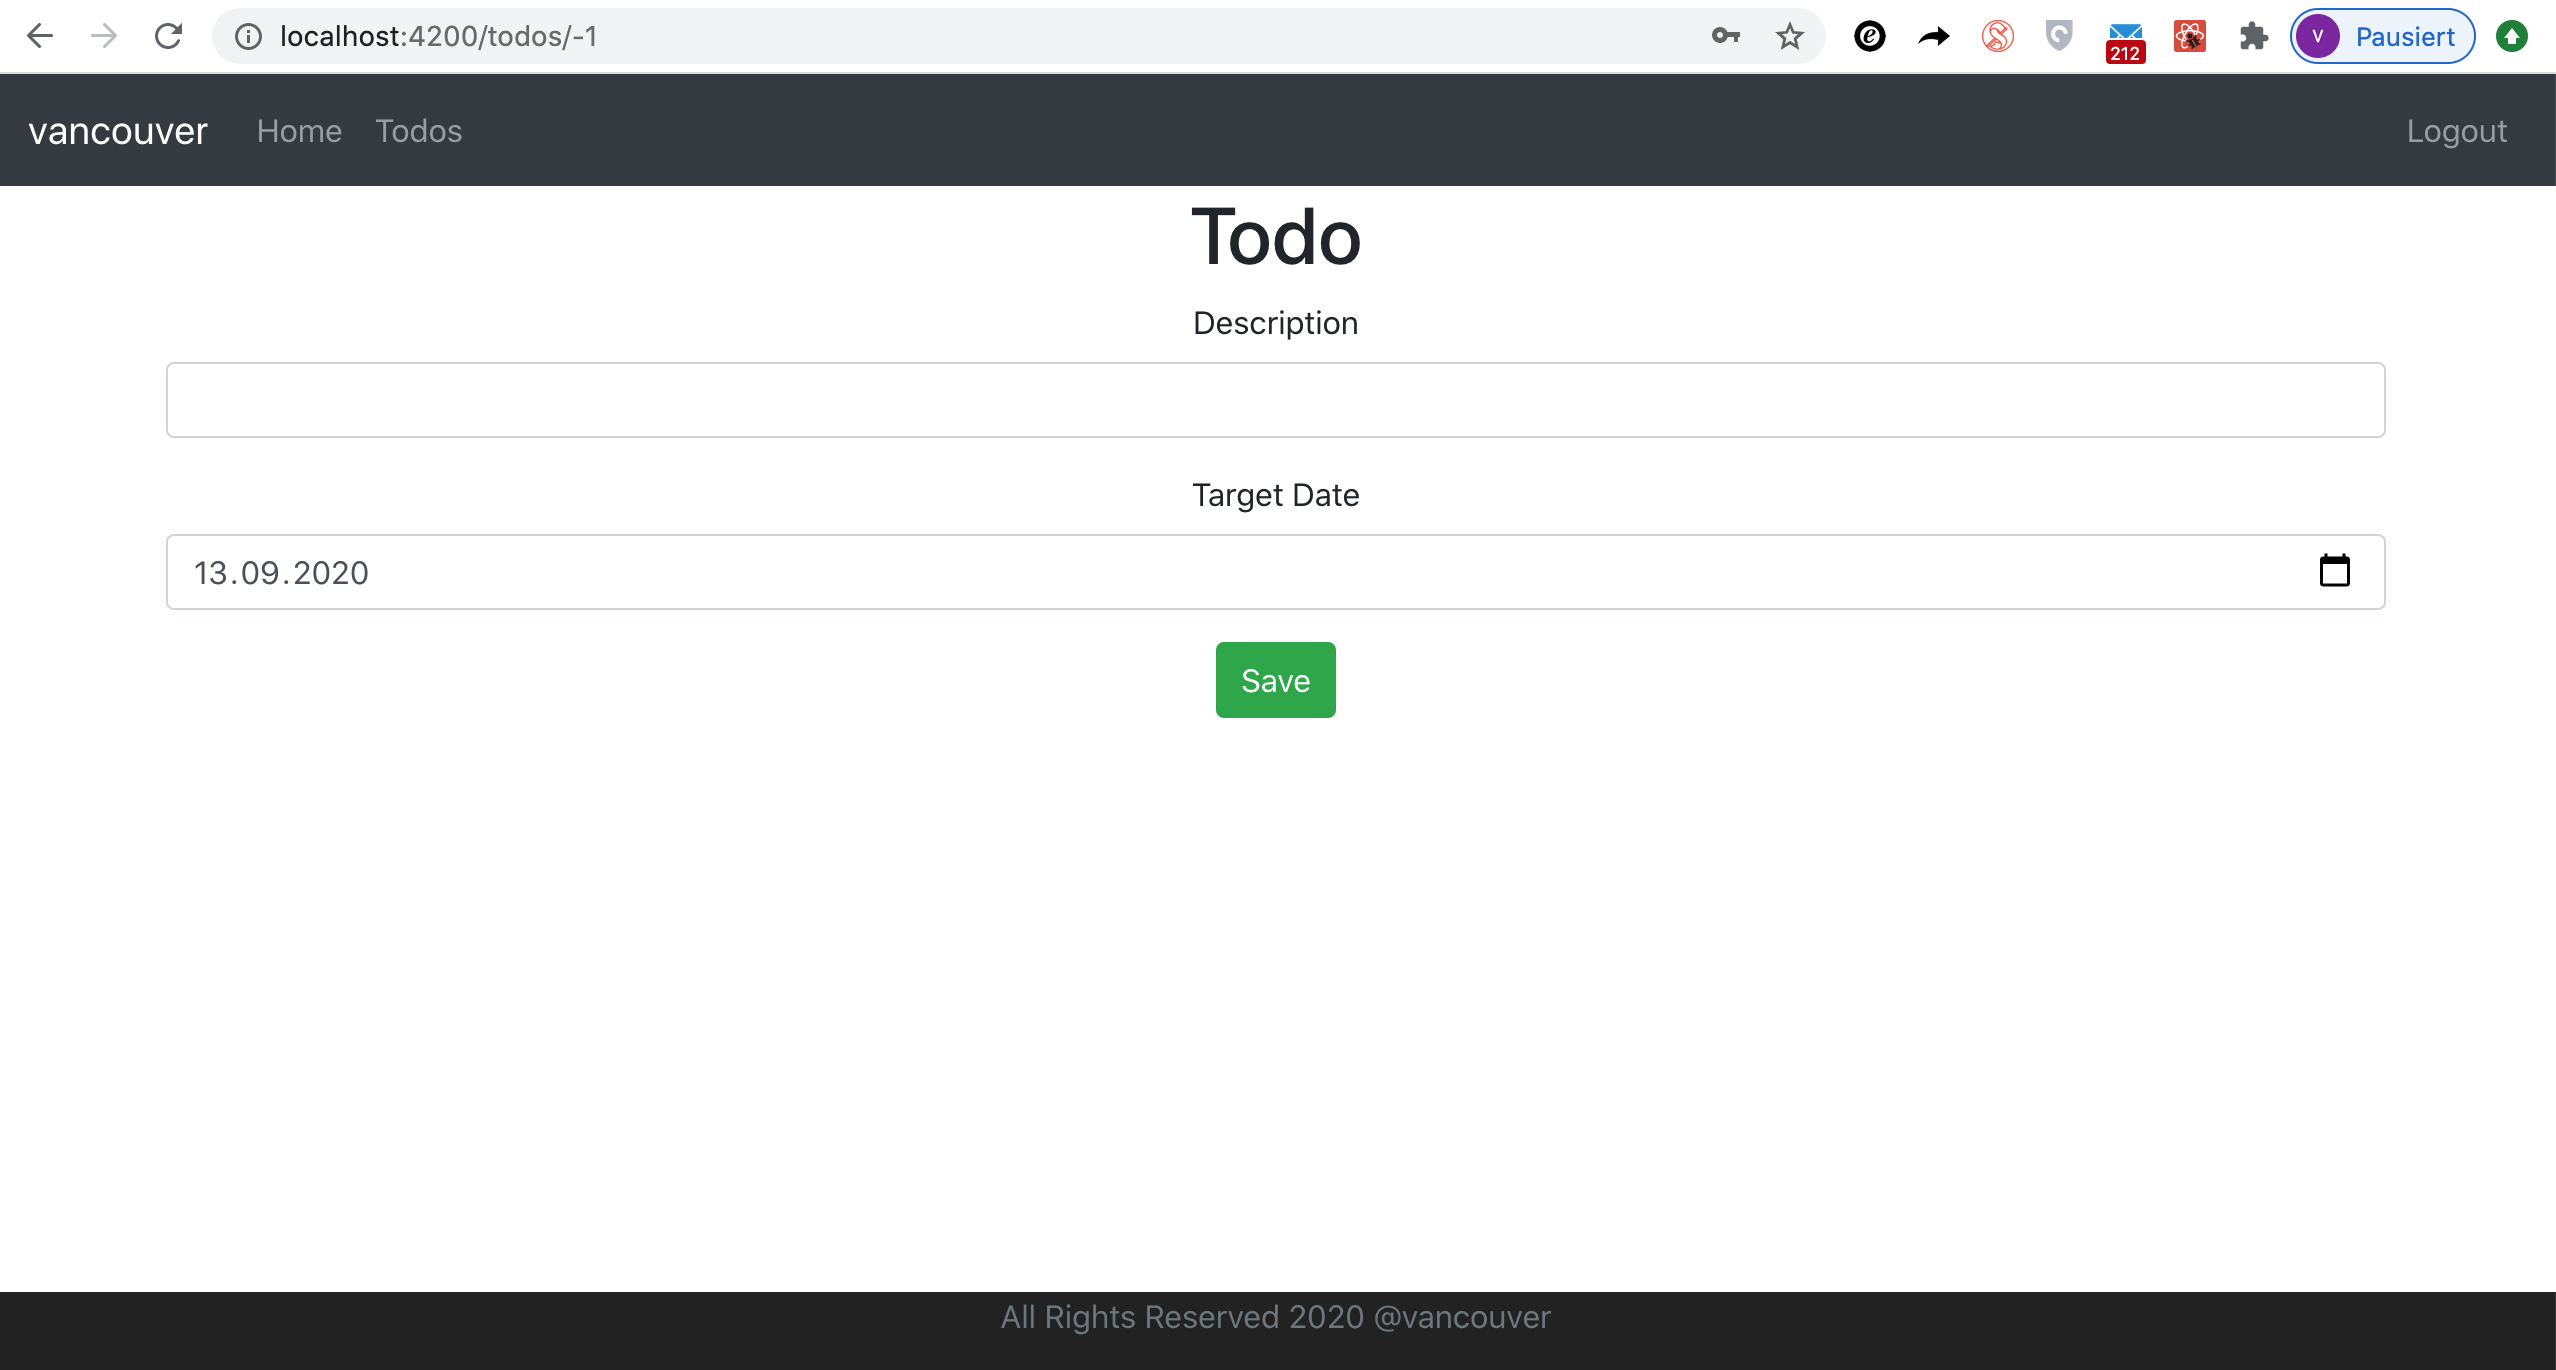 localhost:4200/todos/-1
212
V
Pausiert
vancouver Home Todos Logout
Todo
Description
Target Date
13.09.2020
Save
All Rights Reserved 2020 @vancouver